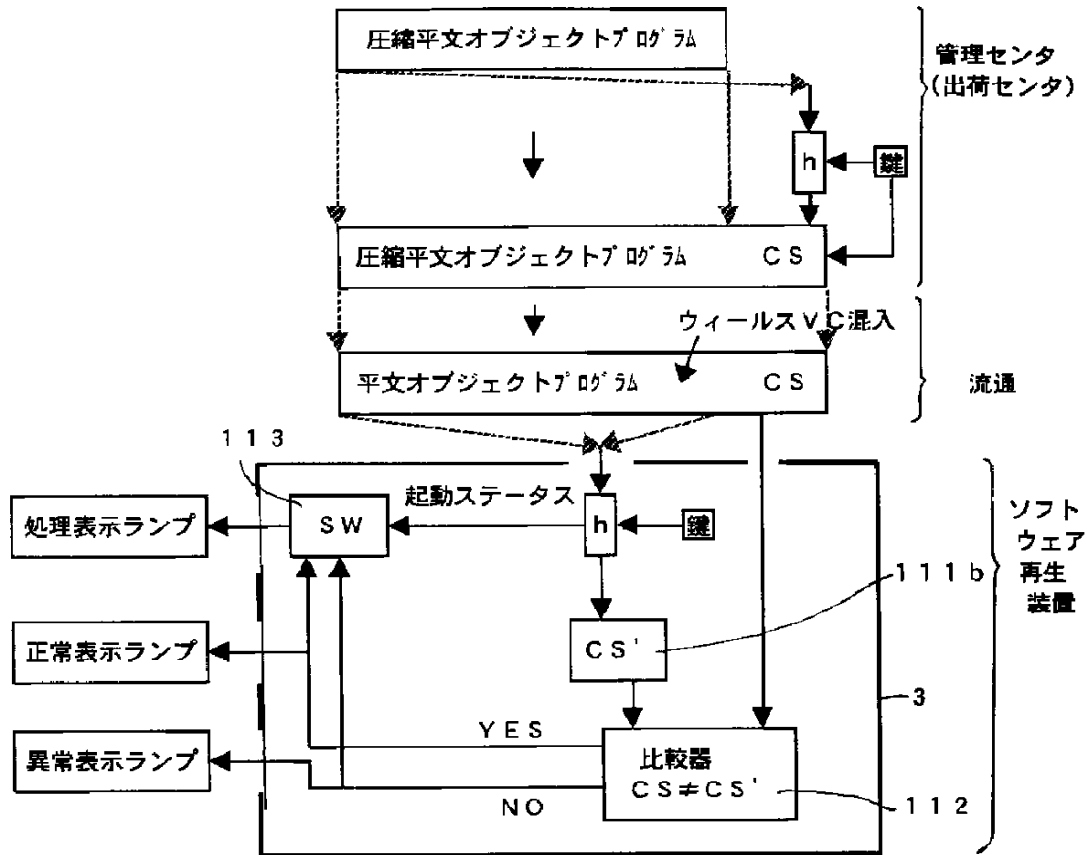 圧縮平文オブジェクトプログラム
管理センタ
(出荷センタ)
h
鍵
圧縮平文オブジェクトプログラム CS
ウィールスVC混入
平文オブジェクトプログラム CS
流通
113
起動ステータス
処理表示ランプ
SW
h
鍵
ソフト
ウェア
再生
装置
111b
正常表示ランプ
CS'
3
YES
異常表示ランプ
比較器
CS≠CS'
NO
112